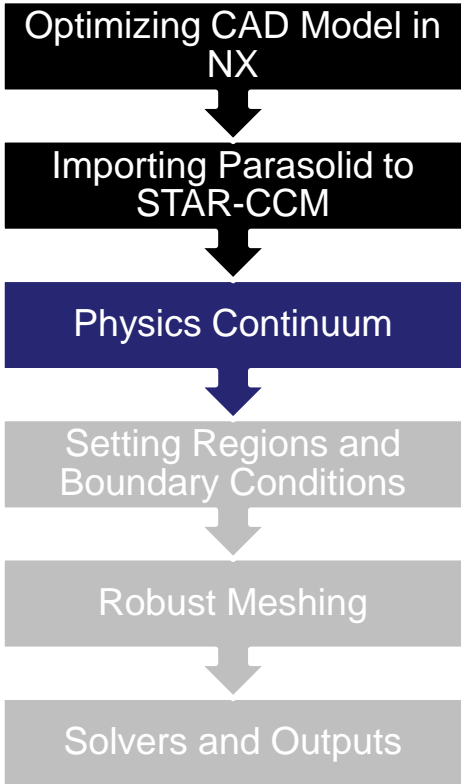 Optimizing CAD Model in
NX
Importing Parasolid to
STAR-CCM
Physics Continuum
Setting Regions and
Boundary Conditions
Robust Meshing
Solvers and Outputs